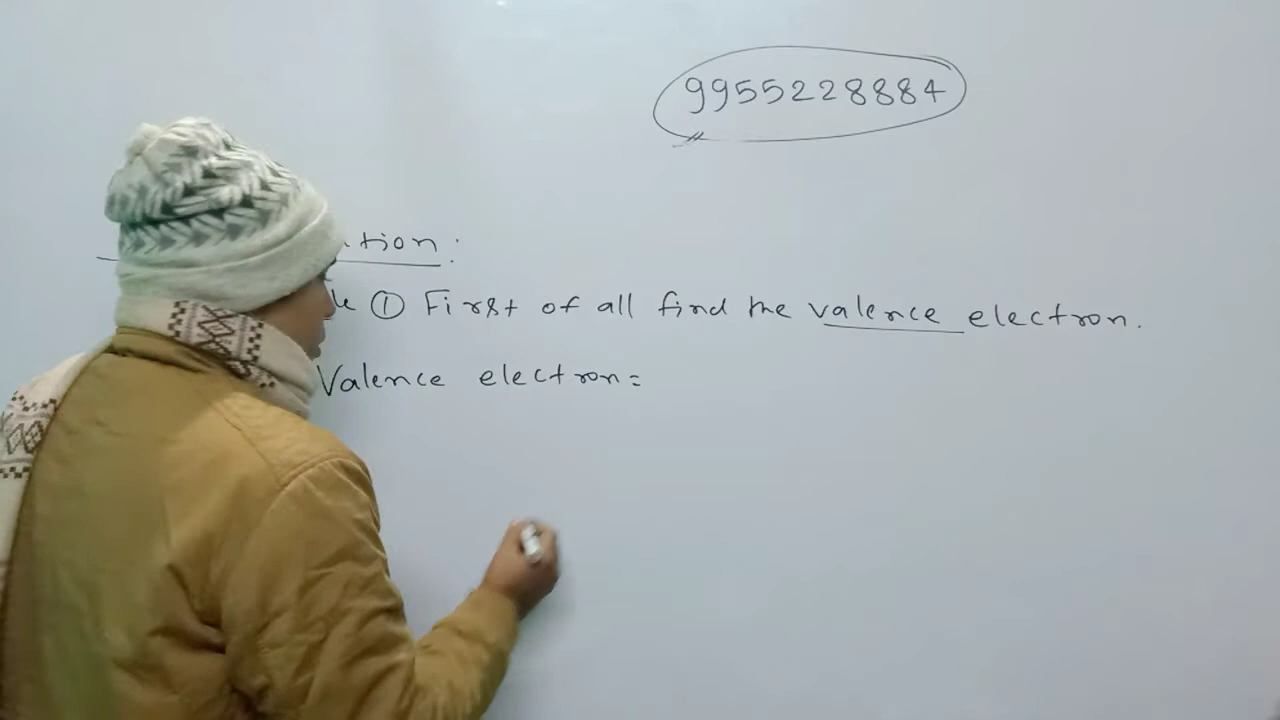 9955228884
tion:
① First of all find the valence electron.
Valence electron=